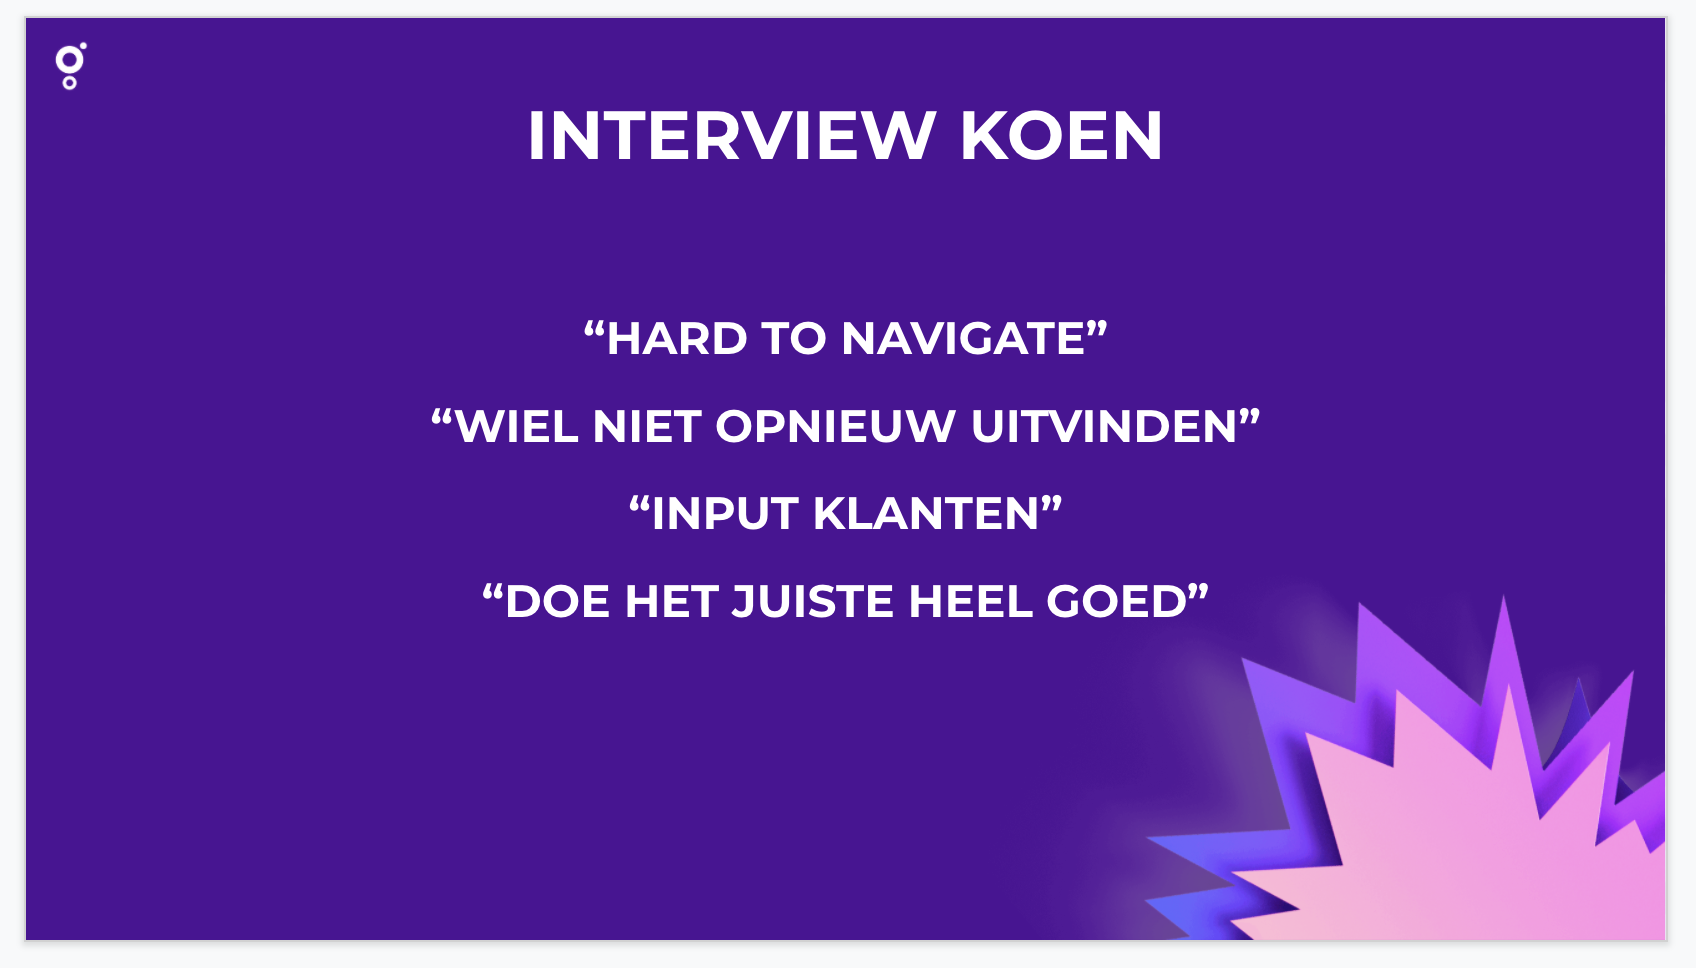 INTERVIEW KOEN
“HARD TO NAVIGATE”
“WIEL NIET OPNIEUW UITVINDEN”
“INPUT KLANTEN”
“DOE HET JUISTE HEEL GOED”